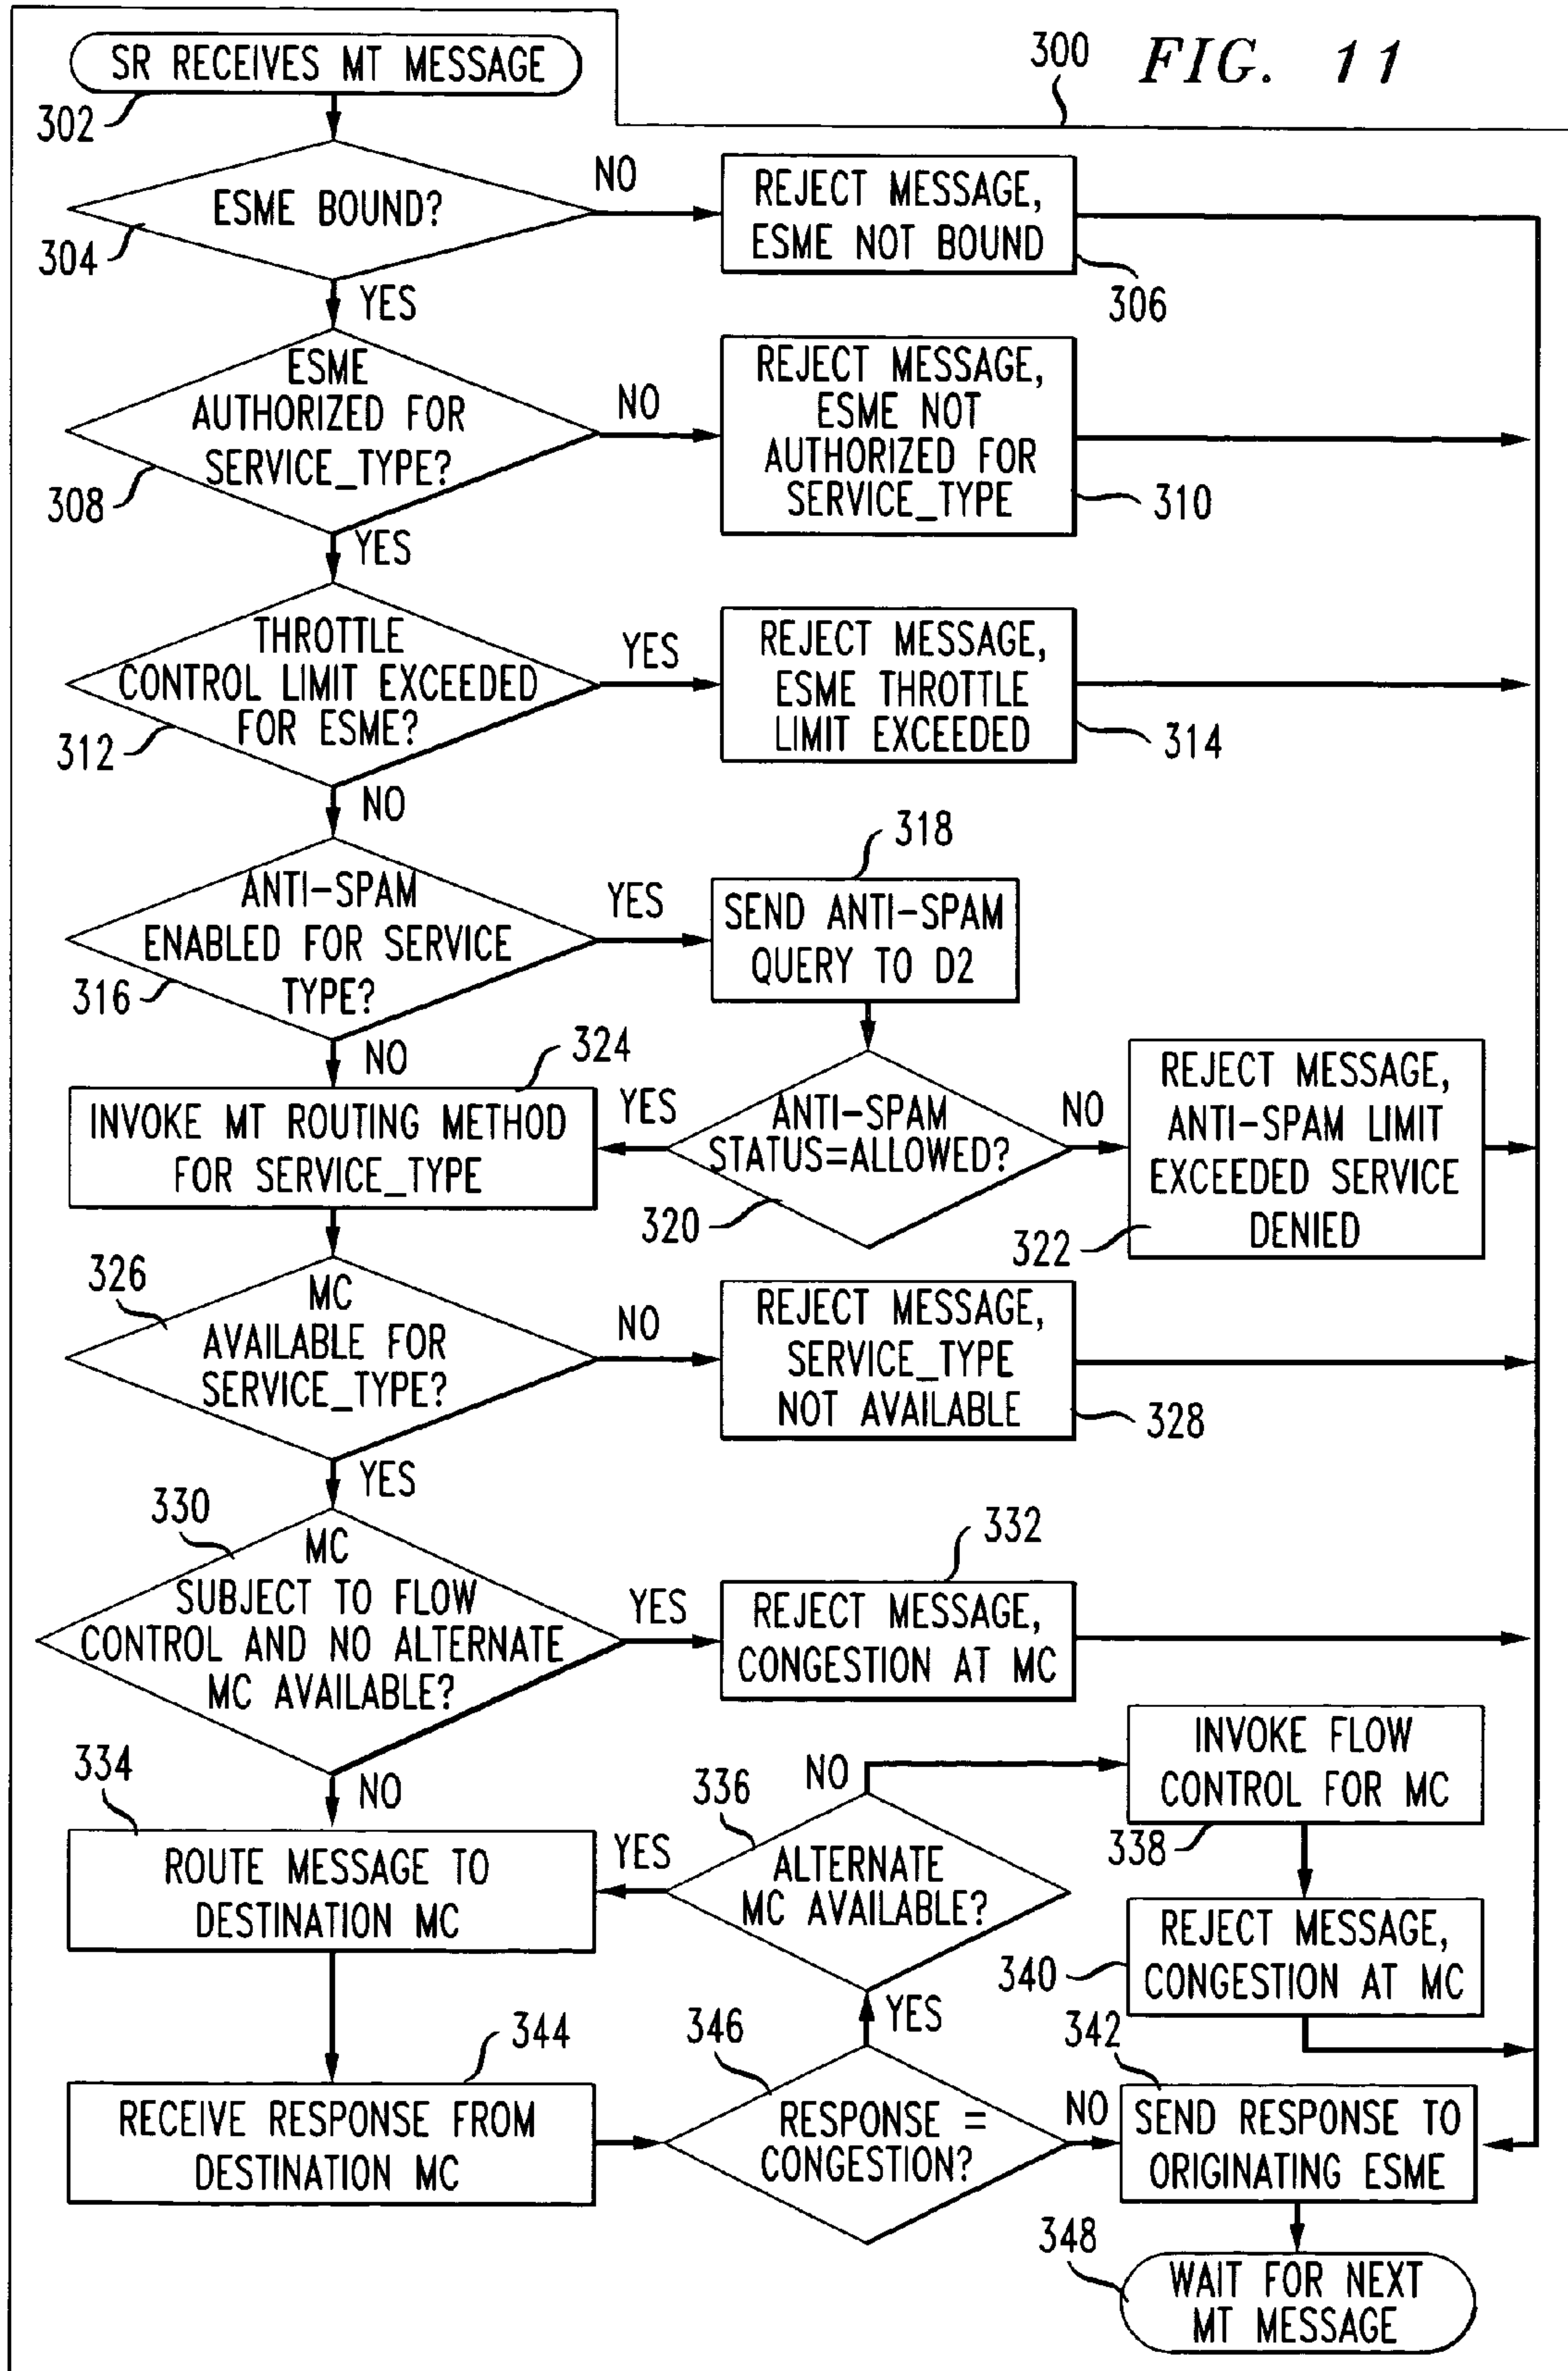 300 FIG. 11
SR RECEIVES MT MESSAGE
302
ESME BOUND?
304
NO
REJECT MESSAGE,
ESME NOT BOUND
306
YES
ESME
AUTHORIZED FOR
SERVICE_TYPE?
308
NO
REJECT MESSAGE,
ESME NOT
AUTHORIZED FOR
SERVICE_TYPE
310
YES
THROTTLE
CONTROL LIMIT EXCEEDED
FOR ESME?
312
YES
REJECT MESSAGE,
ESME THROTTLE
LIMIT EXCEEDED
314
NO
ANTI-SPAM
ENABLED FOR SERVICE
TYPE?
316
YES
318
SEND ANTI-SPAM
QUERY TO D2
NO
324
INVOKE MT ROUTING METHOD
FOR SERVICE_TYPE
YES
ANTI-SPAM
STATUS=ALLOWED?
320
NO
REJECT MESSAGE,
ANTI-SPAM LIMIT
EXCEEDED SERVICE
DENIED
322
326
MC
AVAILABLE FOR
SERVICE_TYPE?
NO
REJECT MESSAGE,
SERVICE_TYPE
NOT AVAILABLE
328
YES
330
MC
SUBJECT TO FLOW
CONTROL AND NO ALTERNATE
MC AVAILABLE?
YES
332
REJECT MESSAGE,
CONGESTION AT MC
NO
334
ROUTE MESSAGE TO
DESTINATION MC
YES
336
ALTERNATE
MC AVAILABLE?
NO
INVOKE FLOW
CONTROL FOR MC
338
REJECT MESSAGE,
CONGESTION AT MC
340
344
RECEIVE RESPONSE FROM
DESTINATION MC
346
YES
RESPONSE =
CONGESTION?
NO
342
SEND RESPONSE TO
ORIGINATING ESME
348
WAIT FOR NEXT
MT MESSAGE